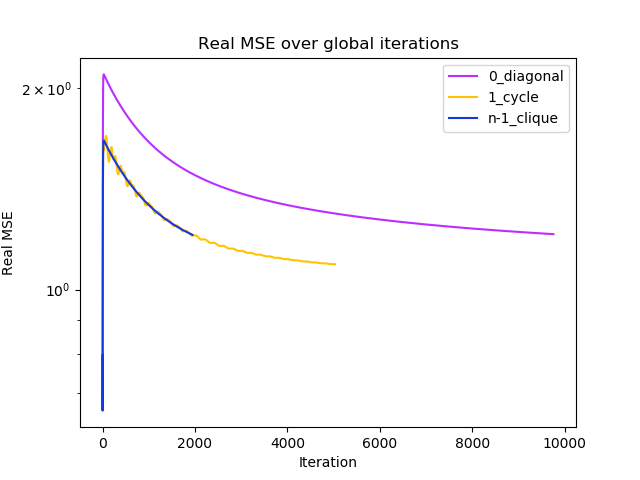 Real MSE over global iterations
0_diagonal
1_cycle
n-1_clique
2 × 10⁰
10⁰
Real MSE
0 2000 4000 6000 8000 10000
Iteration